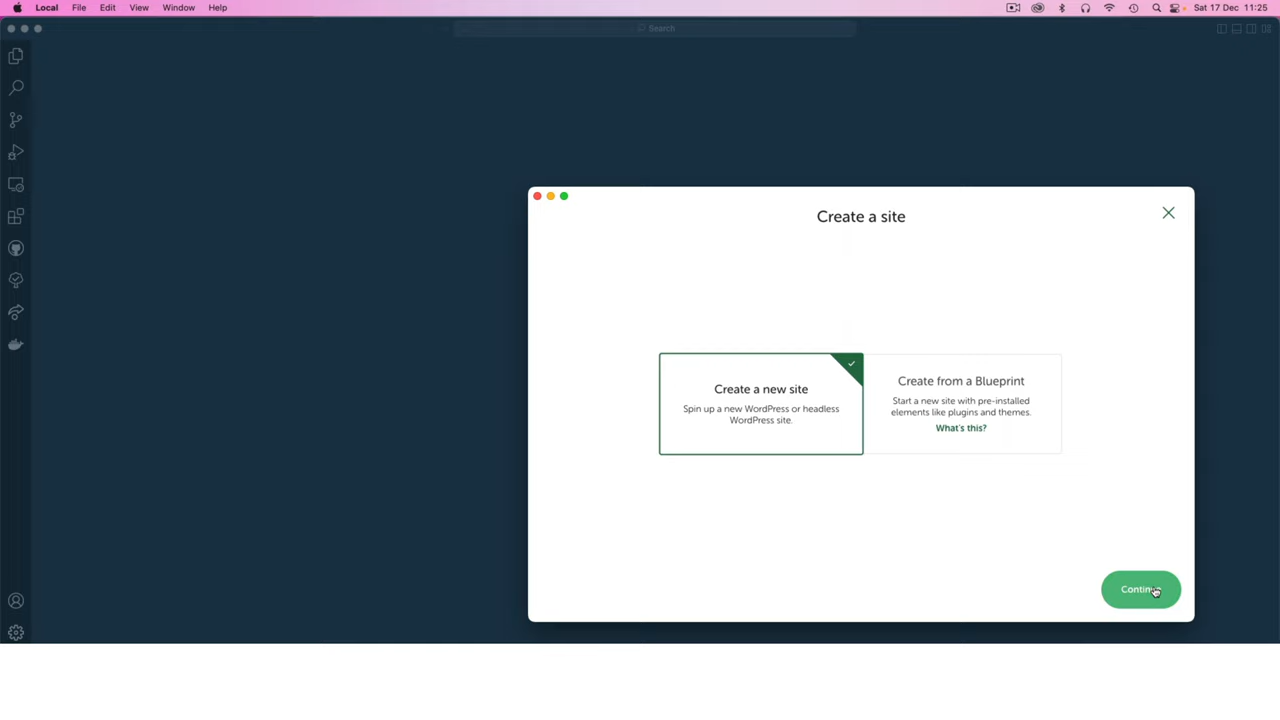 Local File Edit View Window Help Sat 17 Dec 11:25
Search
Create a site
Create a new site
Spin up a new WordPress or headless
WordPress site.
Create from a Blueprint
Start a new site with pre-installed
elements like plugins and themes.
What's this?
Continue